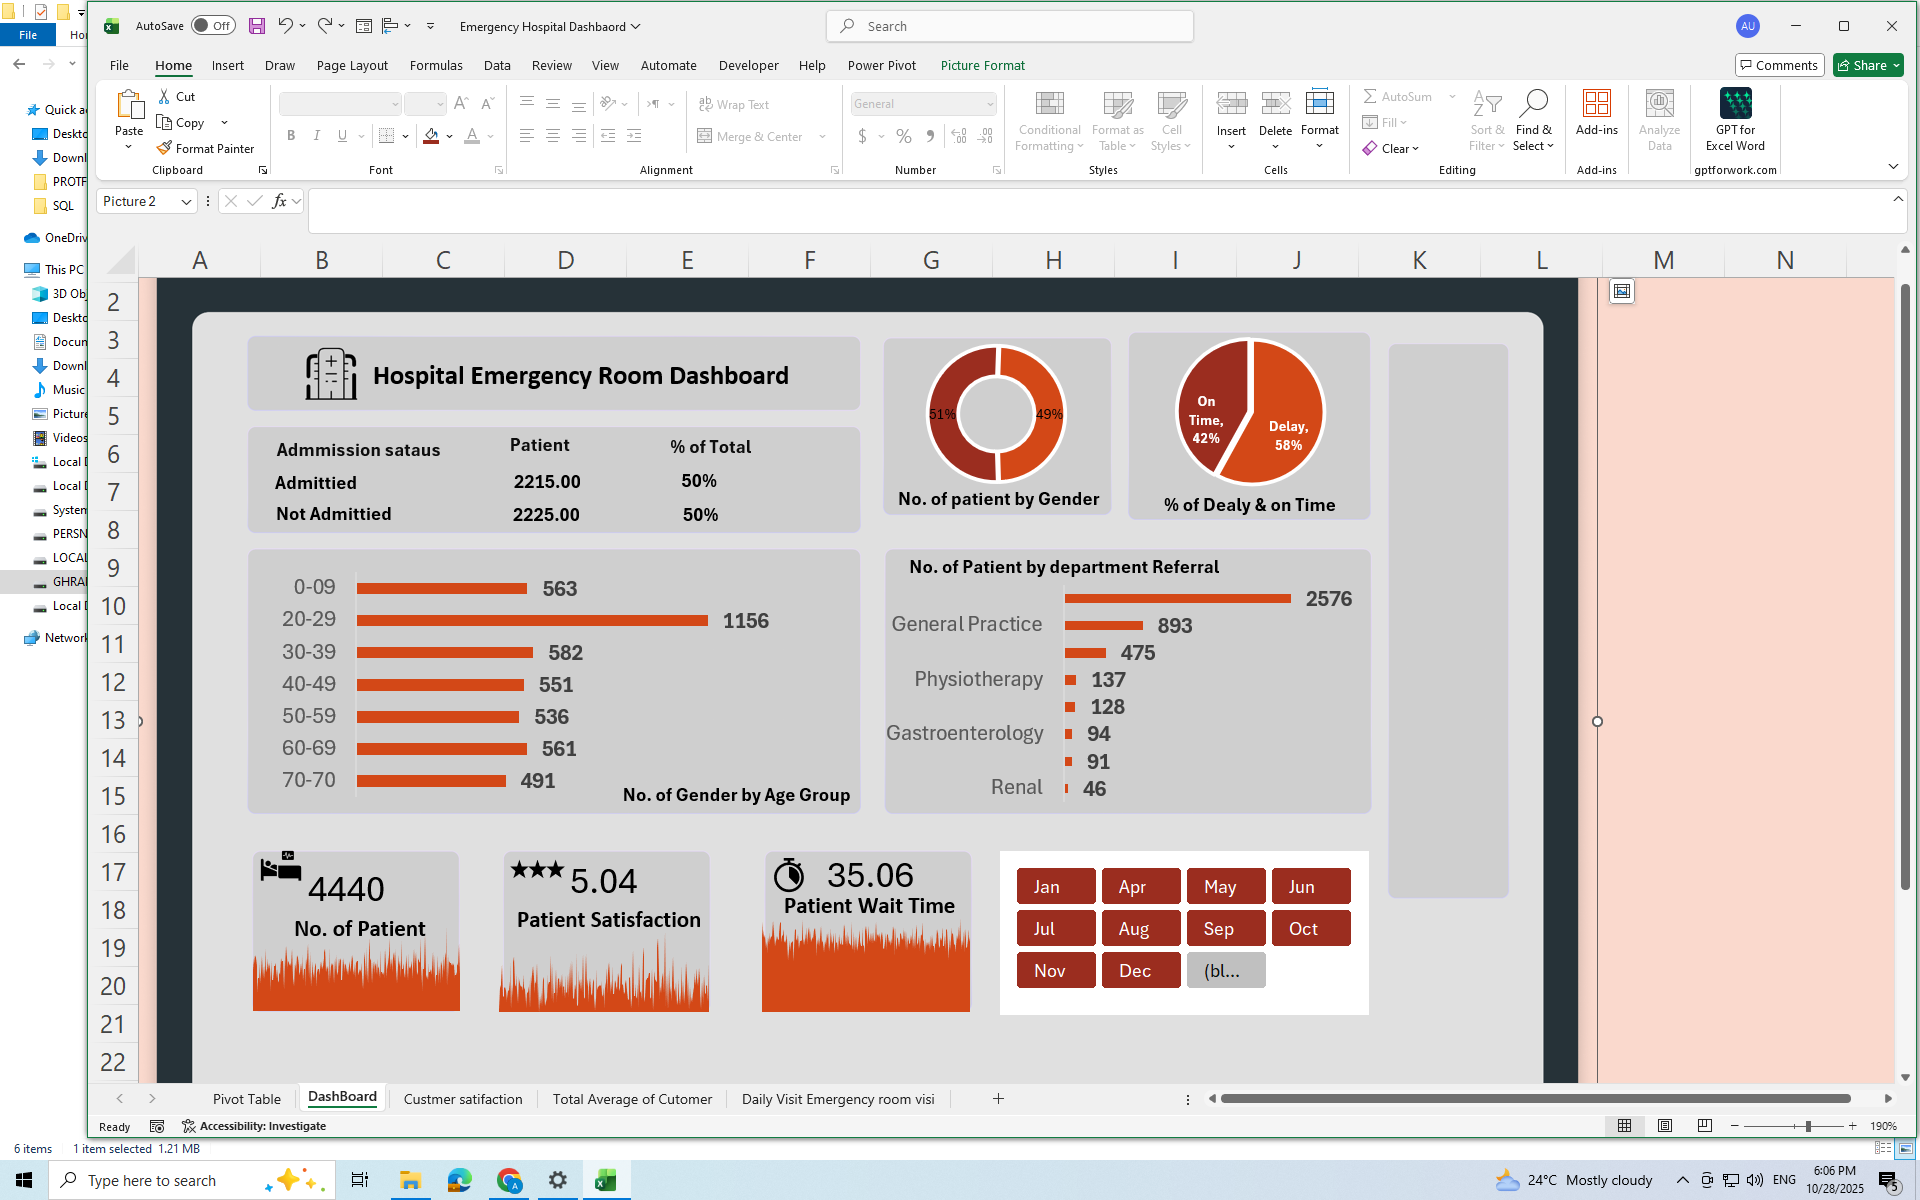 AutoSave Off Emergency Hospital Dashbaord Search AU
File Home Insert Draw Page Layout Formulas Data Review View Automate Developer Help Power Pivot Picture Format Comments Share
Paste Cut Copy Format Painter Clipboard
B I U A Font
Wrap Text Merge & Center Alignment
General $ % Number
Conditional Formatting Format as Table Cell Styles Styles
Insert Delete Format Cells
AutoSum Fill Clear Sort & Filter Find & Select Editing
Add-ins Add-ins
Analyze Data
GPT for Excel Word gptforwork.com
Picture 2 fx
File
Quick a
Deskto
Downl
PROTF
SQL
OneDriv
This PC
3D Obj
Deskto
Docun
Downl
Music
Picture
Videos
Local D
Local D
System
PERSN
LOCAL
GHRA
Local D
Network
A B C D E F G H I J K L M N
2
3
4
5
6
7
8
9
10
11
12
13
14
15
16
17
18
19
20
21
22
Hospital Emergency Room Dashboard
Admmission sataus Patient % of Total
Admittied 2215.00 50%
Not Admittied 2225.00 50%
51% 49%
No. of patient by Gender
On Time, 42%
Delay, 58%
% of Dealy & on Time
0-09 563
20-29 1156
30-39 582
40-49 551
50-59 536
60-69 561
70-70 491
No. of Gender by Age Group
No. of Patient by department Referral
2576
General Practice 893
475
Physiotherapy 137
128
Gastroenterology 94
91
Renal 46
4440
No. of Patient
5.04
Patient Satisfaction
35.06
Patient Wait Time
Jan Apr May Jun
Jul Aug Sep Oct
Nov Dec (bl...
Pivot Table DashBoard Custmer satifaction Total Average of Cutomer Daily Visit Emergency room visi
Ready Accessibility: Investigate 190%
6 items 1 item selected 1.21 MB
Type here to search 24°C Mostly cloudy ENG 6:06 PM
10/28/2025 5